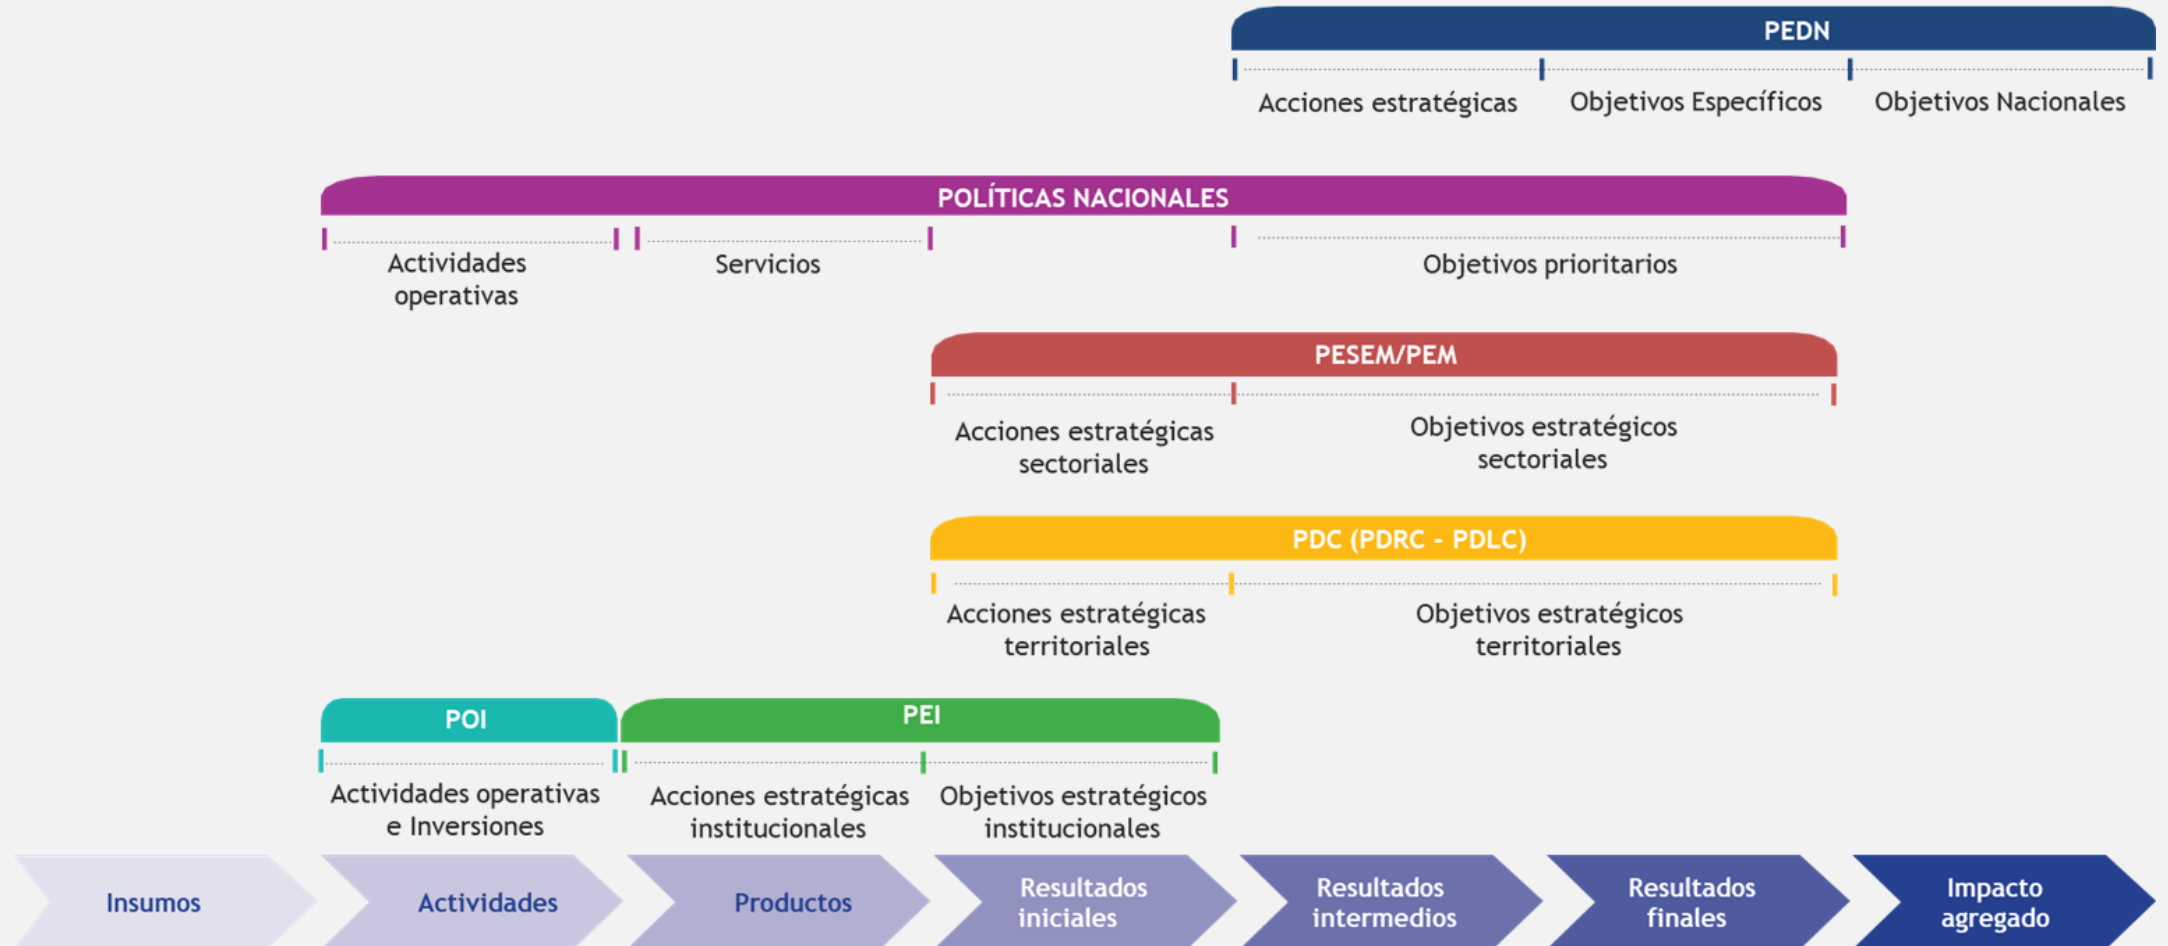 PEDN
Acciones estratégicas
Objetivos Específicos
Objetivos Nacionales
POLÍTICAS NACIONALES
Actividades
operativas
Servicios
Objetivos prioritarios
PESEM/PEM
Acciones estratégicas
sectoriales
Objetivos estratégicos
sectoriales
PDC (PDRC - PDLC)
Acciones estratégicas
territoriales
Objetivos estratégicos
territoriales
POI
PEI
Actividades operativas
e Inversiones
Acciones estratégicas
institucionales
Objetivos estratégicos
institucionales
Insumos
Actividades
Productos
Resultados
iniciales
Resultados
intermedios
Resultados
finales
Impacto
agregado